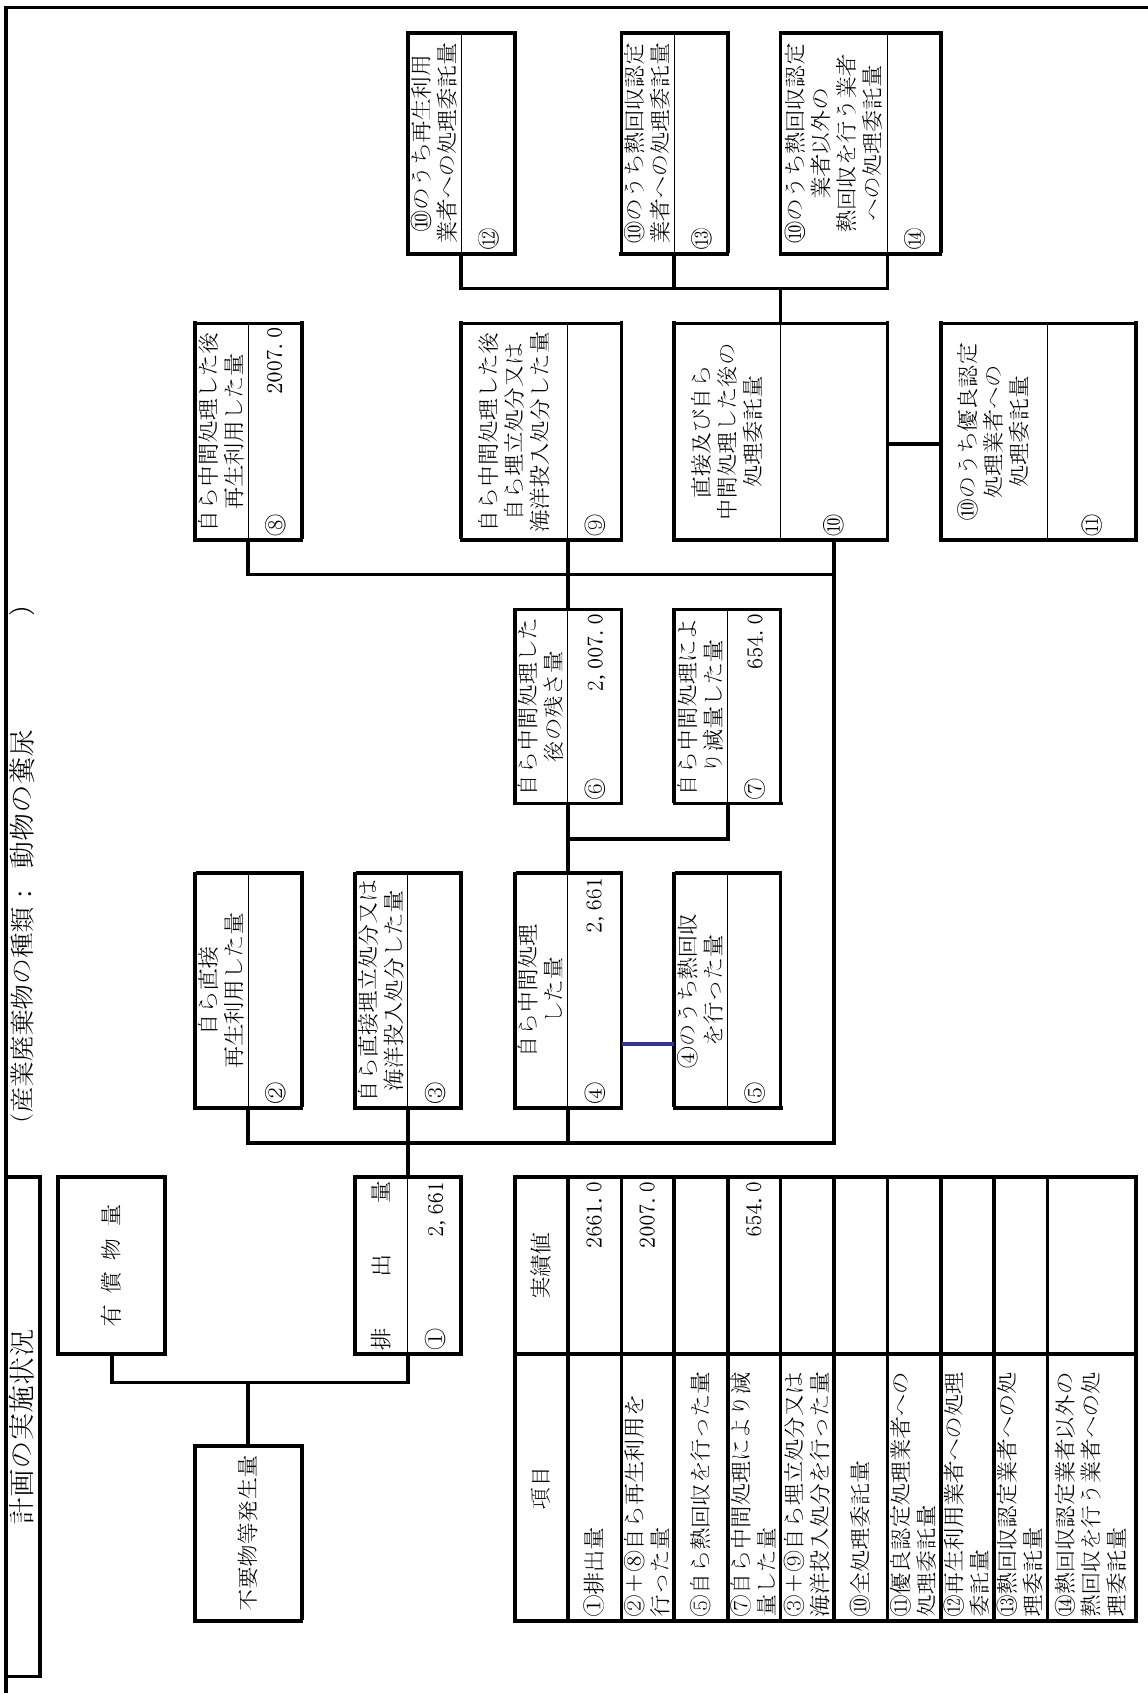 計画の実施状況
(産業廃棄物の種類： 動物の糞尿 )
不要物等発生量
有 償 物 量
排 出 量
① 2,661
自ら直接
再生利用した量
②
自ら直接埋立処分又は
海洋投入処分した量
③
自ら中間処理
した量
④ 2,661
④のうち熱回収
を行った量
⑤
自ら中間処理した
後の残さ量
⑥ 2,007.0
自ら中間処理によ
り減量した量
⑦ 654.0
自ら中間処理した後
再生利用した量
⑧ 2007.0
自ら中間処理した後
自ら埋立処分又は
海洋投入処分した量
⑨
直接及び自ら
中間処理した後の
処理委託量
⑩
⑩のうち優良認定
処理業者への
処理委託量
⑪
⑩のうち再生利用
業者への処理委託量
⑫
⑩のうち熱回収認定
業者への処理委託量
⑬
⑩のうち熱回収認定
業者以外の
熱回収を行う業者
への処理委託量
⑭
項目 実績値
①排出量 2661.0
②+⑧自ら再生利用を
行った量 2007.0
⑤自ら熱回収を行った量
⑦自ら中間処理により減
量した量 654.0
③+⑨自ら埋立処分又は
海洋投入処分を行った量
⑩全処理委託量
⑪優良認定処理業者への
処理委託量
⑫再生利用業者への処理
委託量
⑬熱回収認定業者への処
理委託量
⑭熱回収認定業者以外の
熱回収を行う業者への処
理委託量